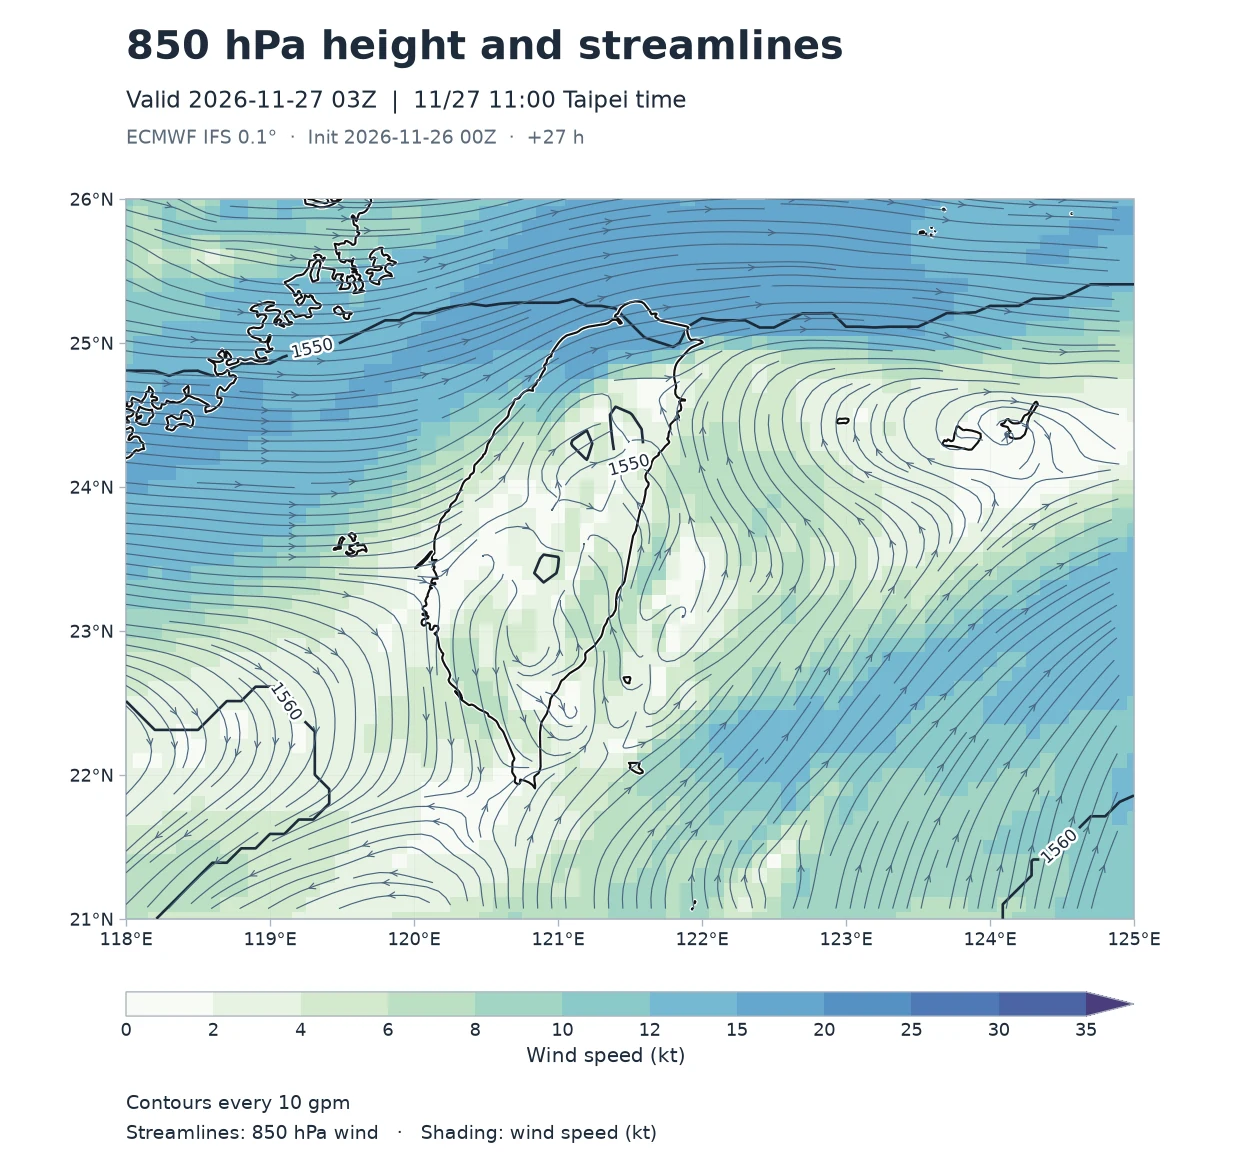 850 hPa height and streamlines
Valid 2026-11-27 03Z | 11/27 11:00 Taipei time
ECMWF IFS 0.1° · Init 2026-11-26 00Z · +27 h
26°N
25°N
1550
24°N
1550
23°N
1560
22°N
1560
21°N
118°E 119°E 120°E 121°E 122°E 123°E 124°E 125°E
0 2 4 6 8 10 12 15 20 25 30 35
Wind speed (kt)
Contours every 10 gpm
Streamlines: 850 hPa wind · Shading: wind speed (kt)